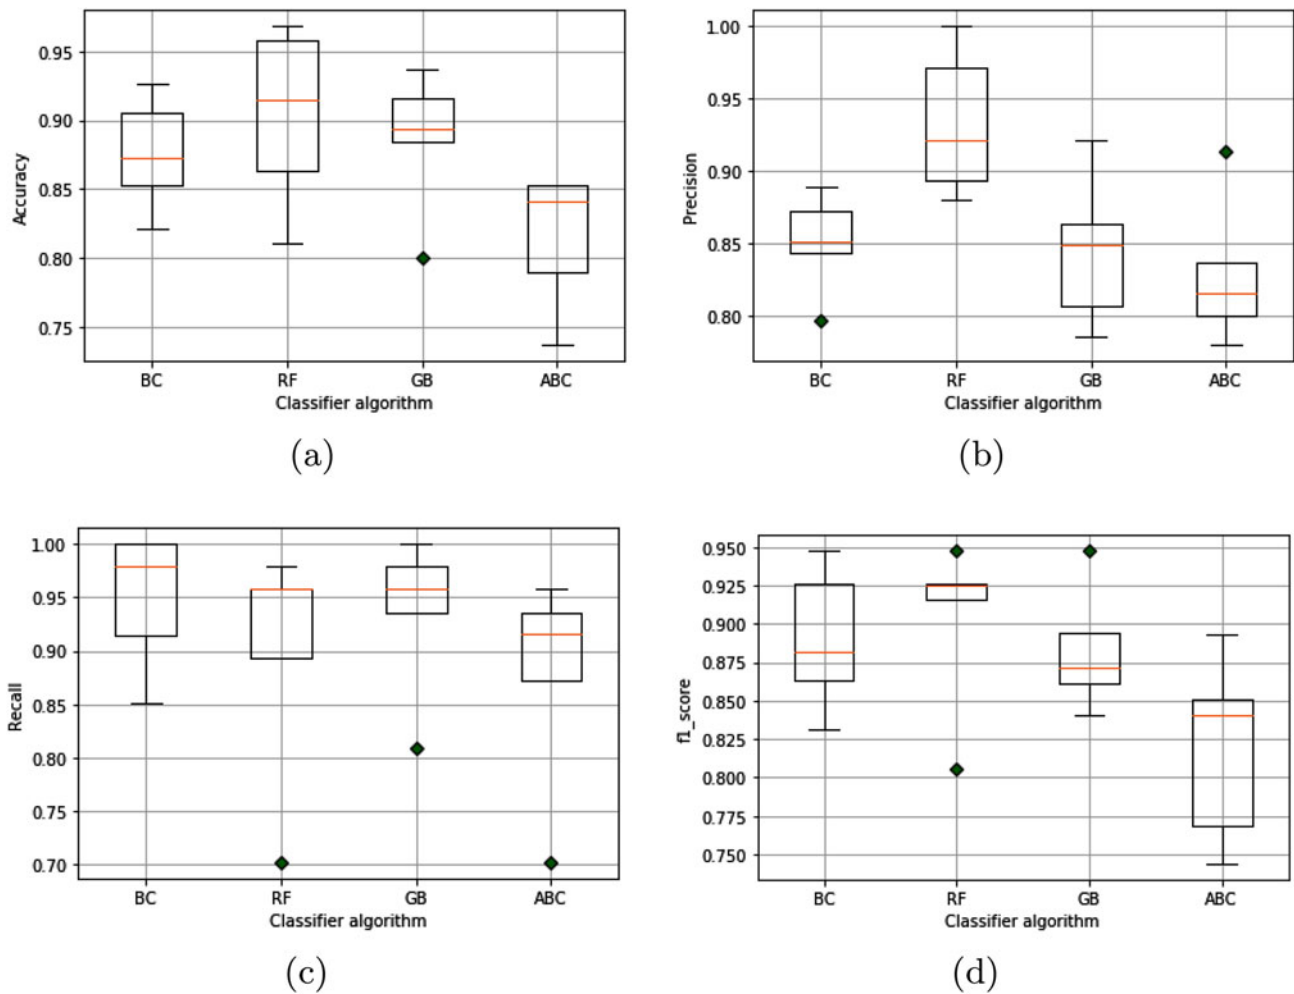 Accuracy
0.95
0.90
0.85
0.80
0.75
BC RF GB ABC
Classifier algorithm
(a)
Precision
1.00
0.95
0.90
0.85
0.80
BC RF GB ABC
Classifier algorithm
(b)
Recall
1.00
0.95
0.90
0.85
0.80
0.75
0.70
BC RF GB ABC
Classifier algorithm
(c)
f1_score
0.950
0.925
0.900
0.875
0.850
0.825
0.800
0.775
0.750
BC RF GB ABC
Classifier algorithm
(d)